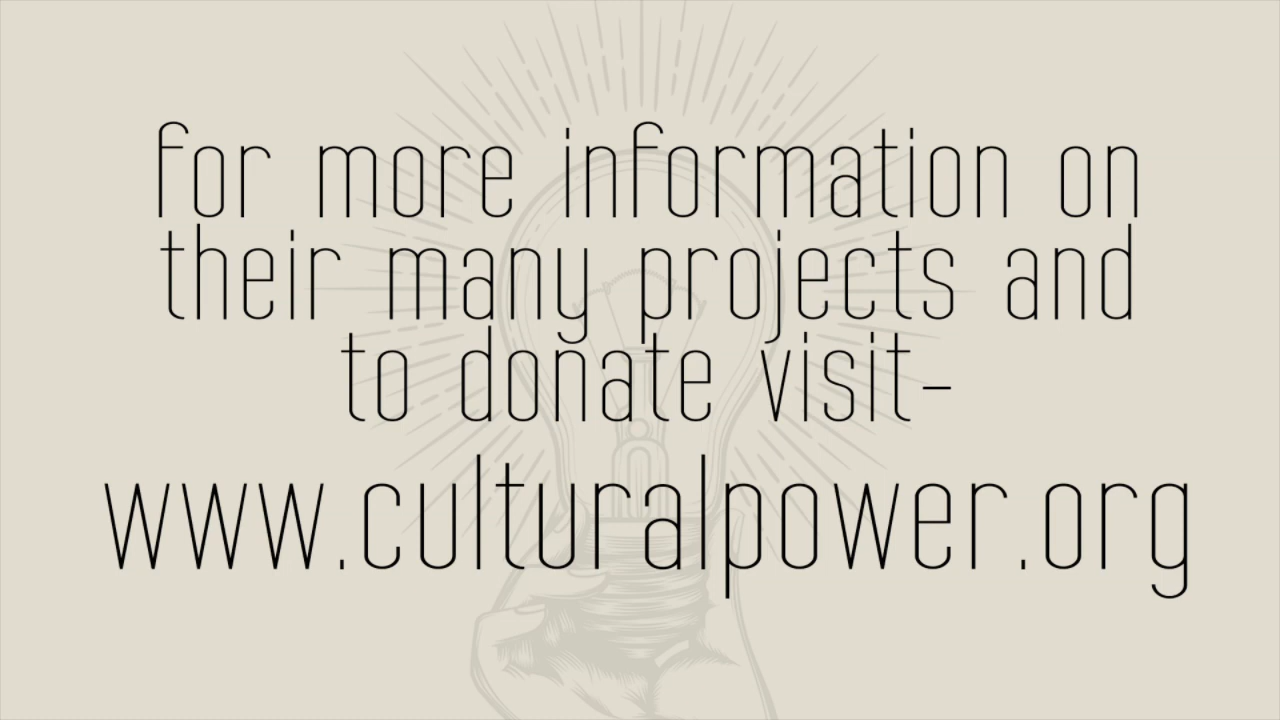 for more information on
their many projects and
to donate visit-
www.culturalpower.org